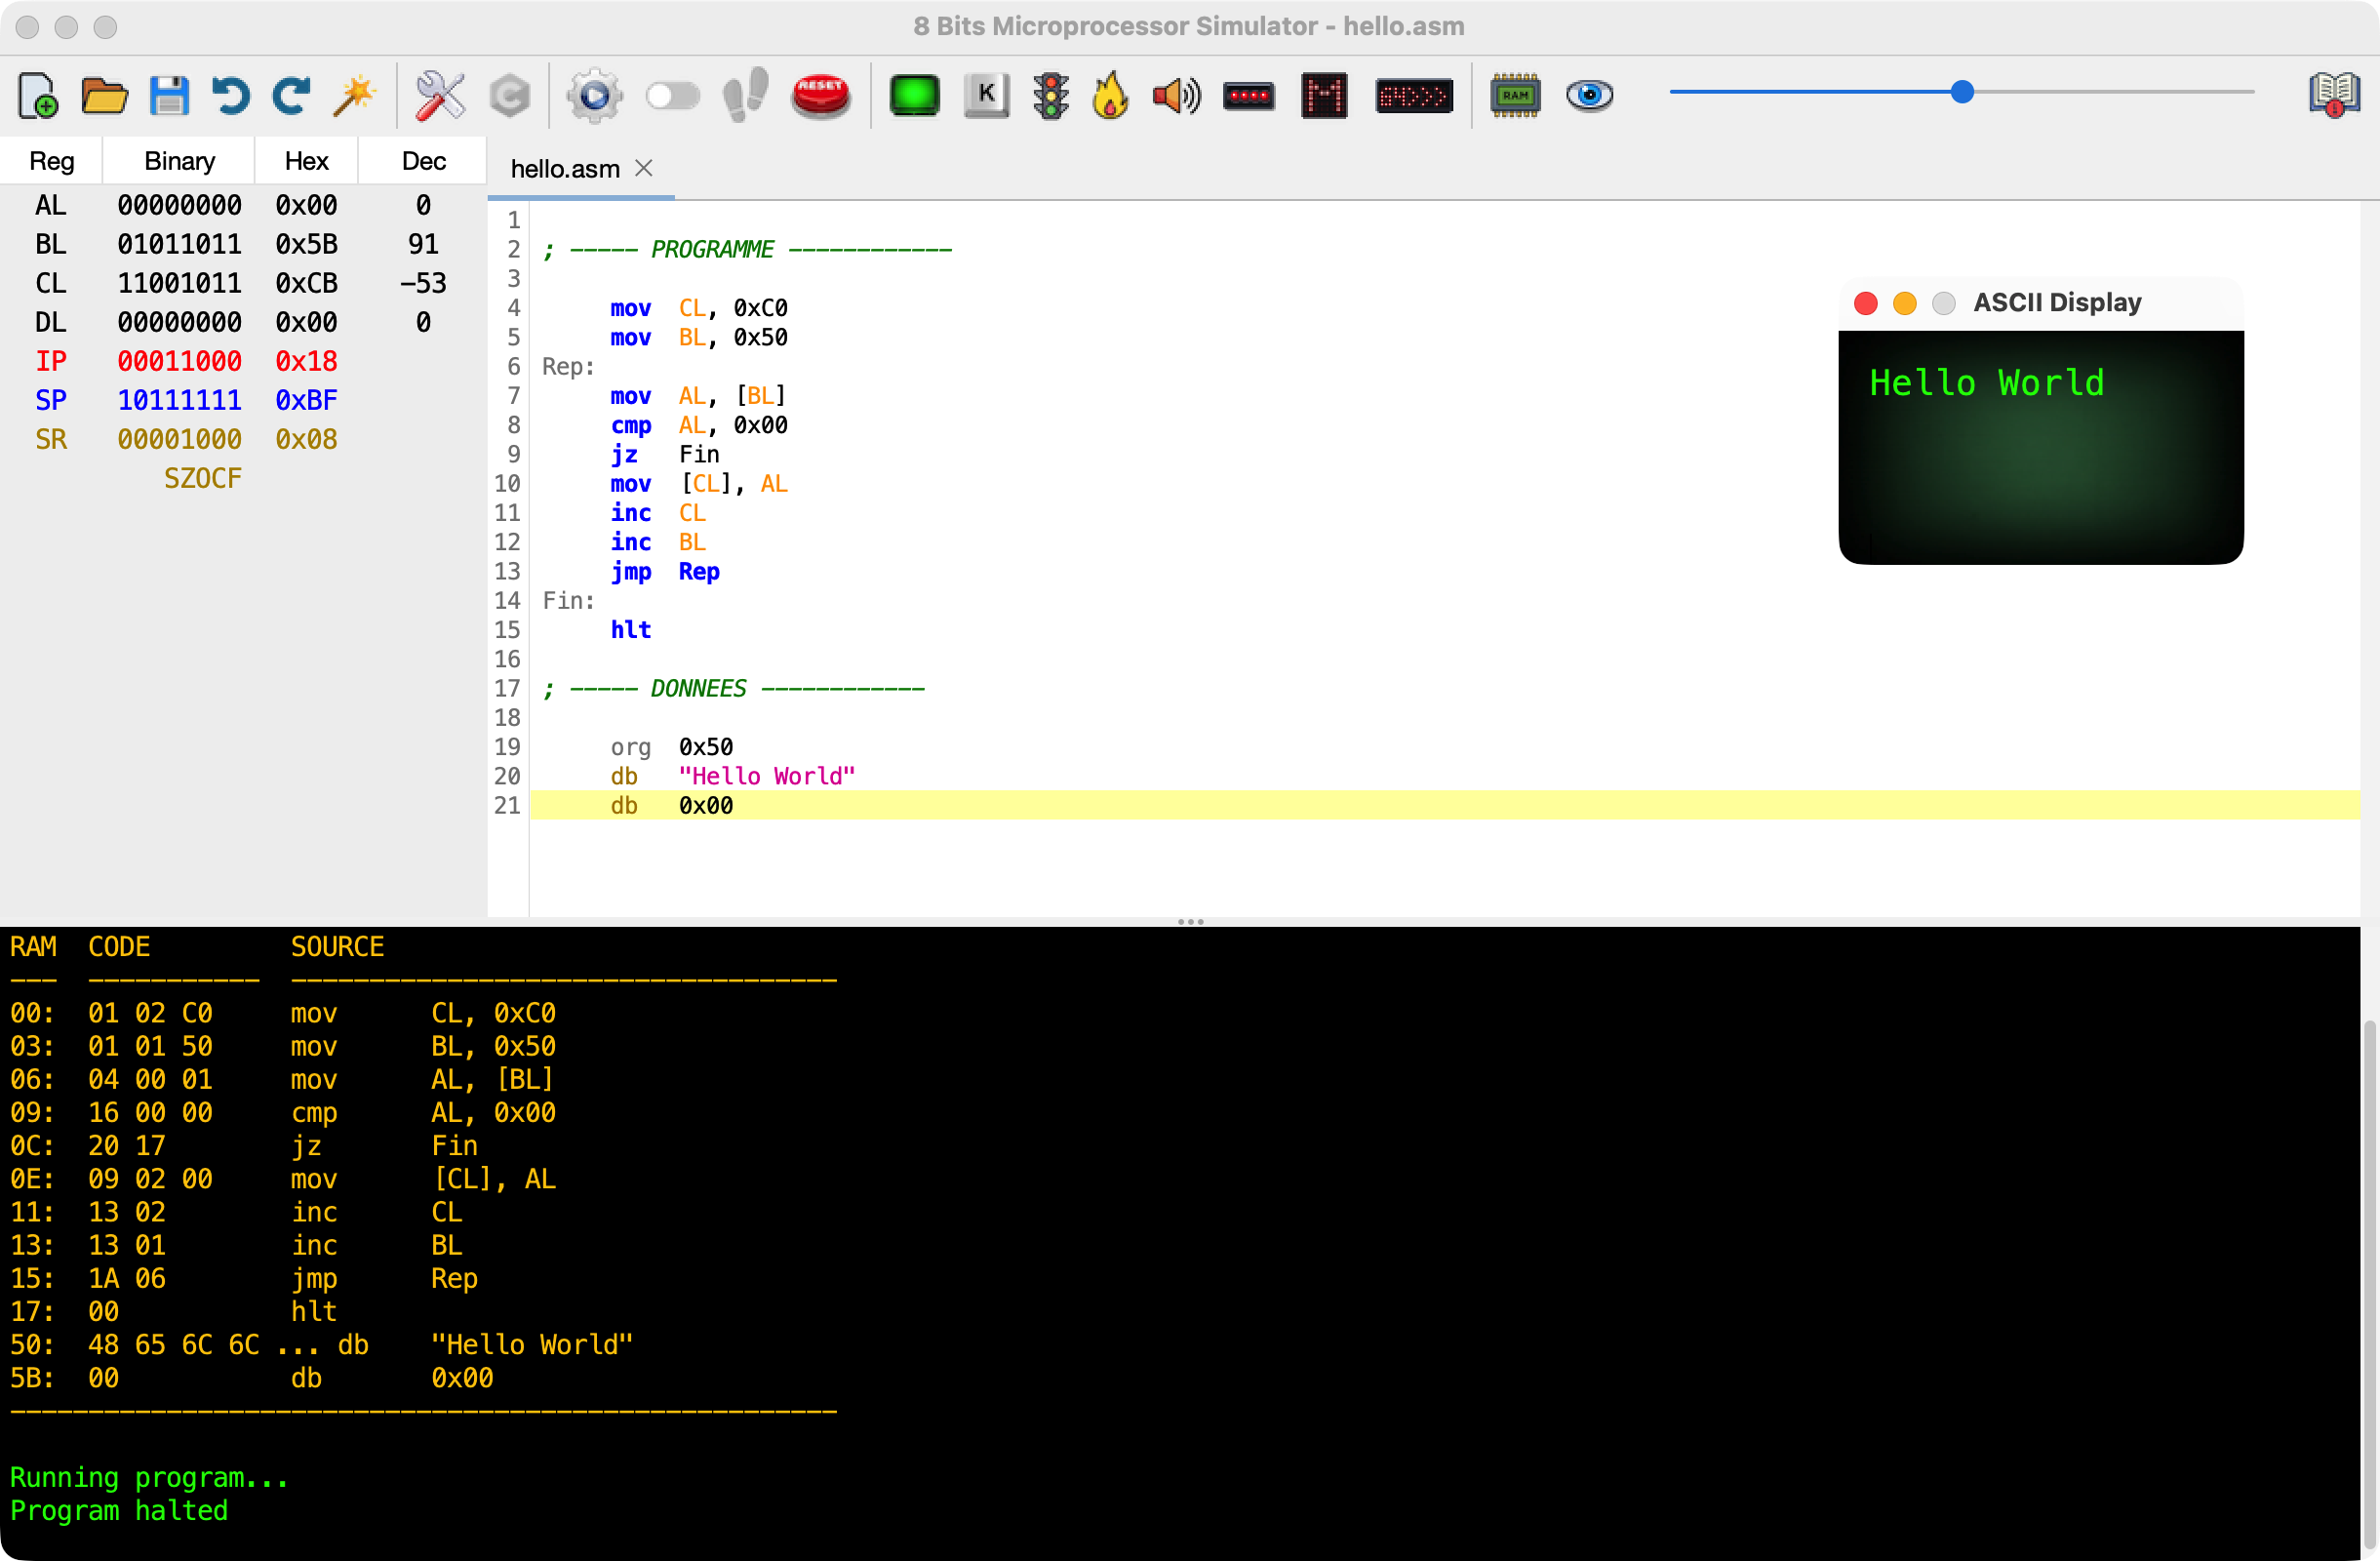 8 Bits Microprocessor Simulator - hello.asm
RESET
K
M
64>>>
RAM
Reg Binary Hex Dec
AL 00000000 0x00 0
BL 01011011 0x5B 91
CL 11001011 0xCB -53
DL 00000000 0x00 0
IP 00011000 0x18
SP 10111111 0xBF
SR 00001000 0x08
SZOCF
hello.asm
1
2 ; ----- PROGRAMME ------------
3
4 mov CL, 0xC0
5 mov BL, 0x50
6 Rep:
7 mov AL, [BL]
8 cmp AL, 0x00
9 jz Fin
10 mov [CL], AL
11 inc CL
12 inc BL
13 jmp Rep
14 Fin:
15 hlt
16
17 ; ----- DONNEES ------------
18
19 org 0x50
20 db "Hello World"
21 db 0x00
ASCII Display
Hello World
RAM CODE SOURCE
--- ----------- -----------------------------------
00: 01 02 C0 mov CL, 0xC0
03: 01 01 50 mov BL, 0x50
06: 04 00 01 mov AL, [BL]
09: 16 00 00 cmp AL, 0x00
0C: 20 17 jz Fin
0E: 09 02 00 mov [CL], AL
11: 13 02 inc CL
13: 13 01 inc BL
15: 1A 06 jmp Rep
17: 00 hlt
50: 48 65 6C 6C ... db "Hello World"
5B: 00 db 0x00
-----------------------------------------------------
Running program...
Program halted